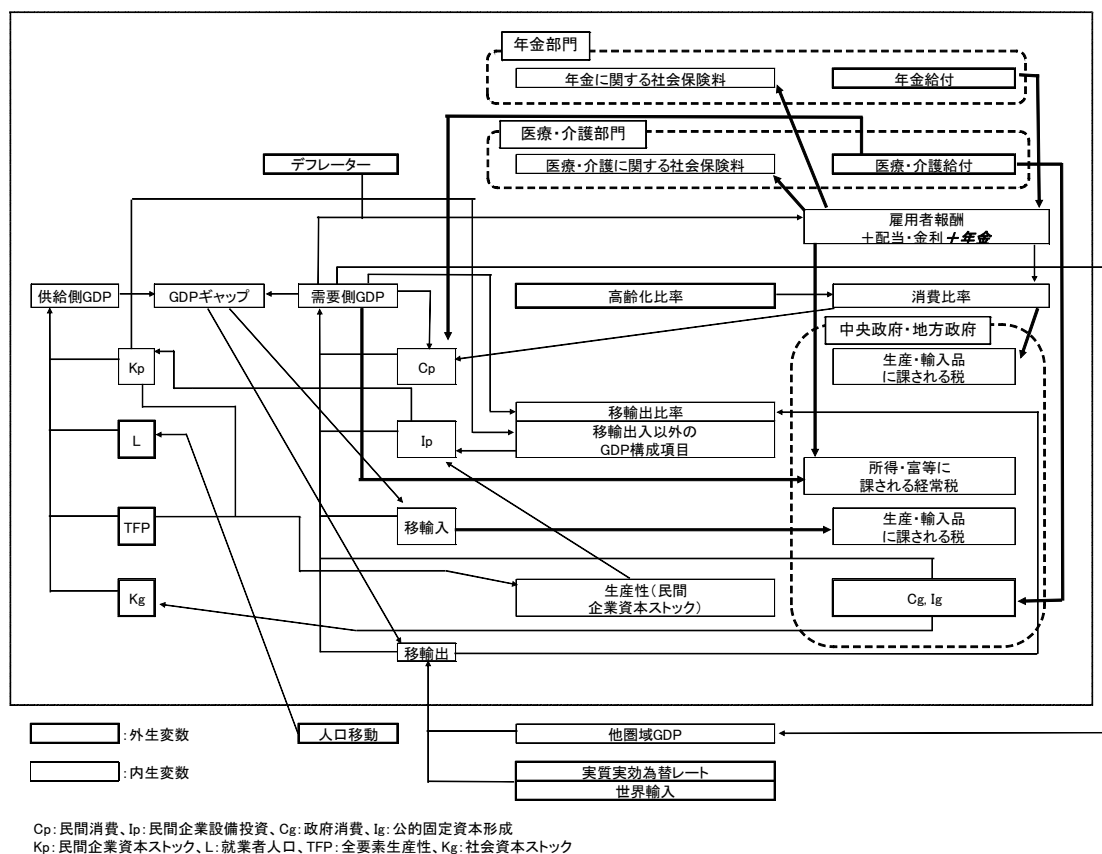 年金部門
年金に関する社会保険料
年金給付
医療・介護部門
医療・介護に関する社会保険料
医療・介護給付
デフレーター
雇用者報酬
+配当・金利+年金
供給側GDP
GDPギャップ
需要側GDP
高齢化比率
消費比率
中央政府・地方政府
生産・輸入品
に課される税
Kp
Cp
移輸出比率
移輸出入以外の
GDP構成項目
L
Ip
所得・富等に
課される経常税
TFP
移輸入
生産・輸入品
に課される税
Kg
生産性(民間
企業資本ストック)
Cg, Ig
移輸出
:外生変数
人口移動
他圏域GDP
:内生変数
実質実効為替レート
世界輸入
Cp:民間消費、Ip:民間企業設備投資、Cg:政府消費、Ig:公的固定資本形成
Kp:民間企業資本ストック、L:就業者人口、TFP:全要素生産性、Kg:社会資本ストック